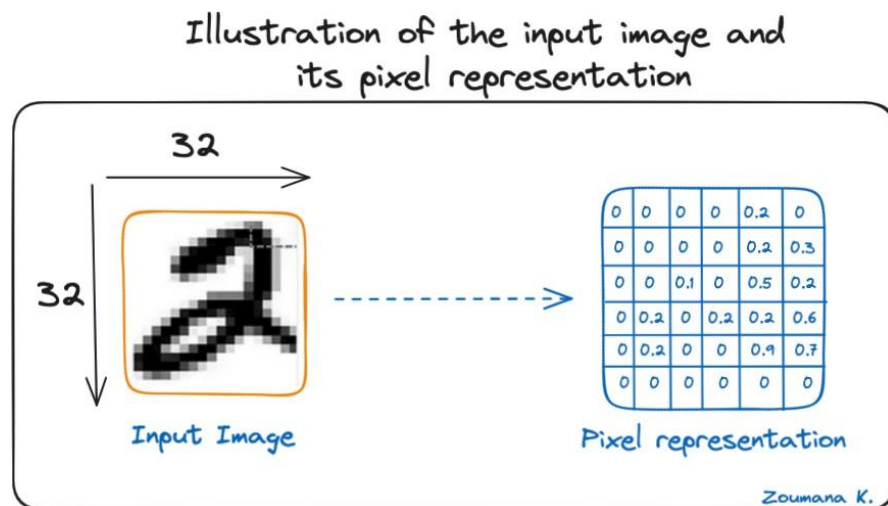 Illustration of the input image and
its pixel representation
32
32
Input Image
0 0 0 0 0.2 0
0 0 0 0 0.2 0.3
0 0 0.1 0 0.5 0.2
0 0.2 0 0.2 0.2 0.6
0 0.2 0 0 0.9 0.7
0 0 0 0 0 0
Pixel representation
Zoumana K.